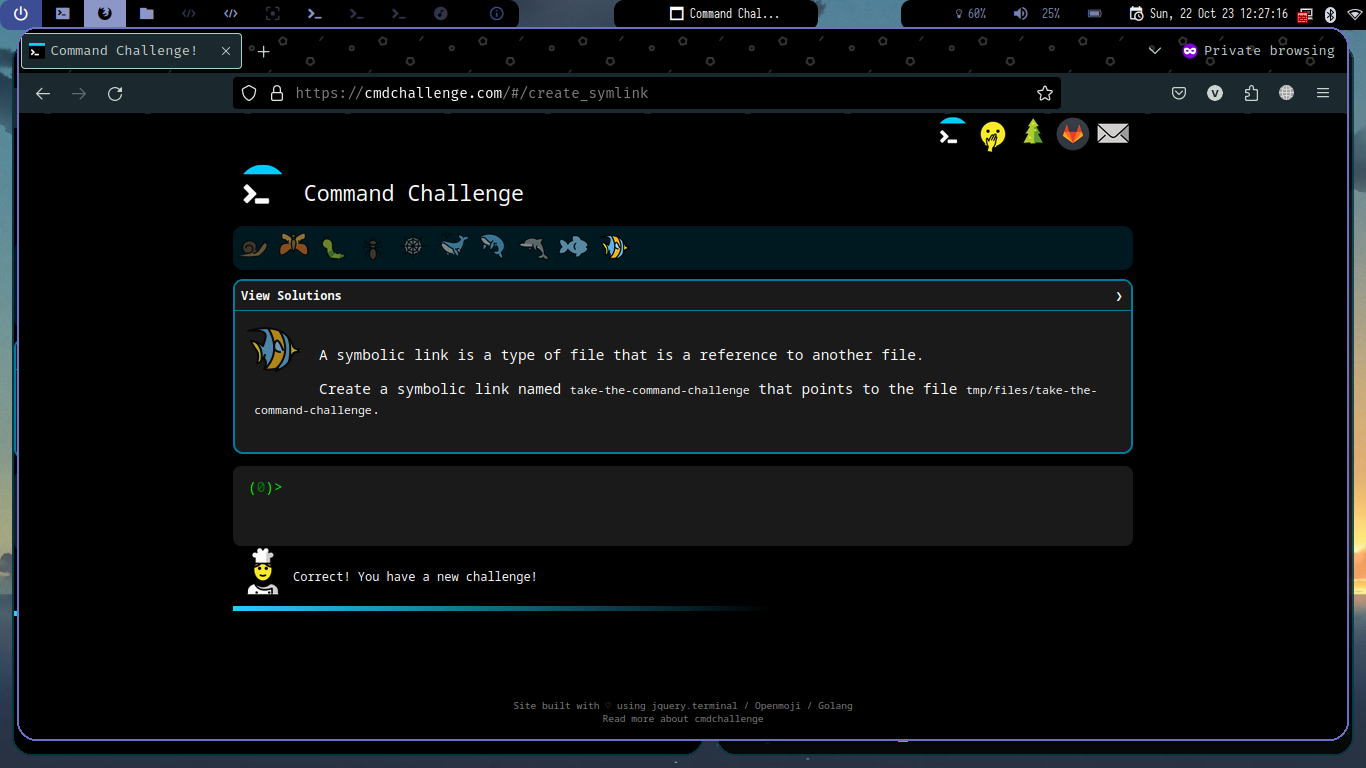 Command Chal...
60%
25%
Sun, 22 Oct 23 12:27:16
Command Challenge!
Private browsing
https://cmdchallenge.com/#/create_symlink
Command Challenge
View Solutions
A symbolic link is a type of file that is a reference to another file.
Create a symbolic link named take-the-command-challenge that points to the file tmp/files/take-the-
command-challenge.
(0)>
Correct! You have a new challenge!
Site built with ♡ using jquery.terminal / Openmoji / Golang
Read more about cmdchallenge